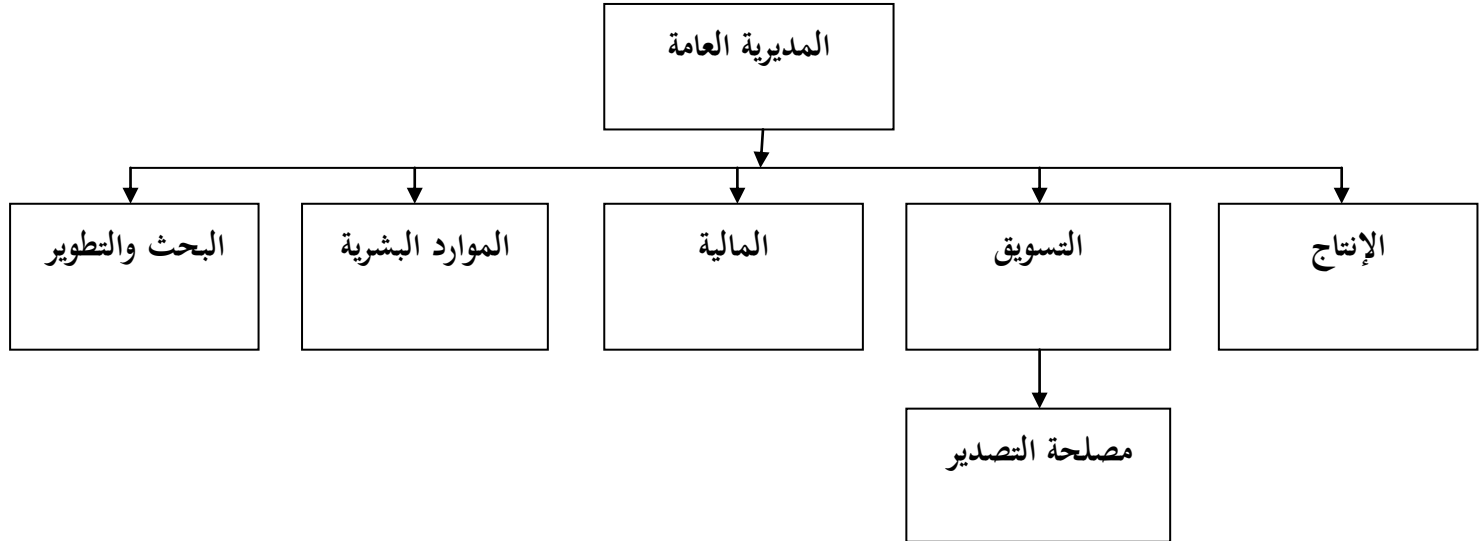 المديرية العامة
الإنتاج
التسويق
المالية
الموارد البشرية
البحث والتطوير
مصلحة التصدير